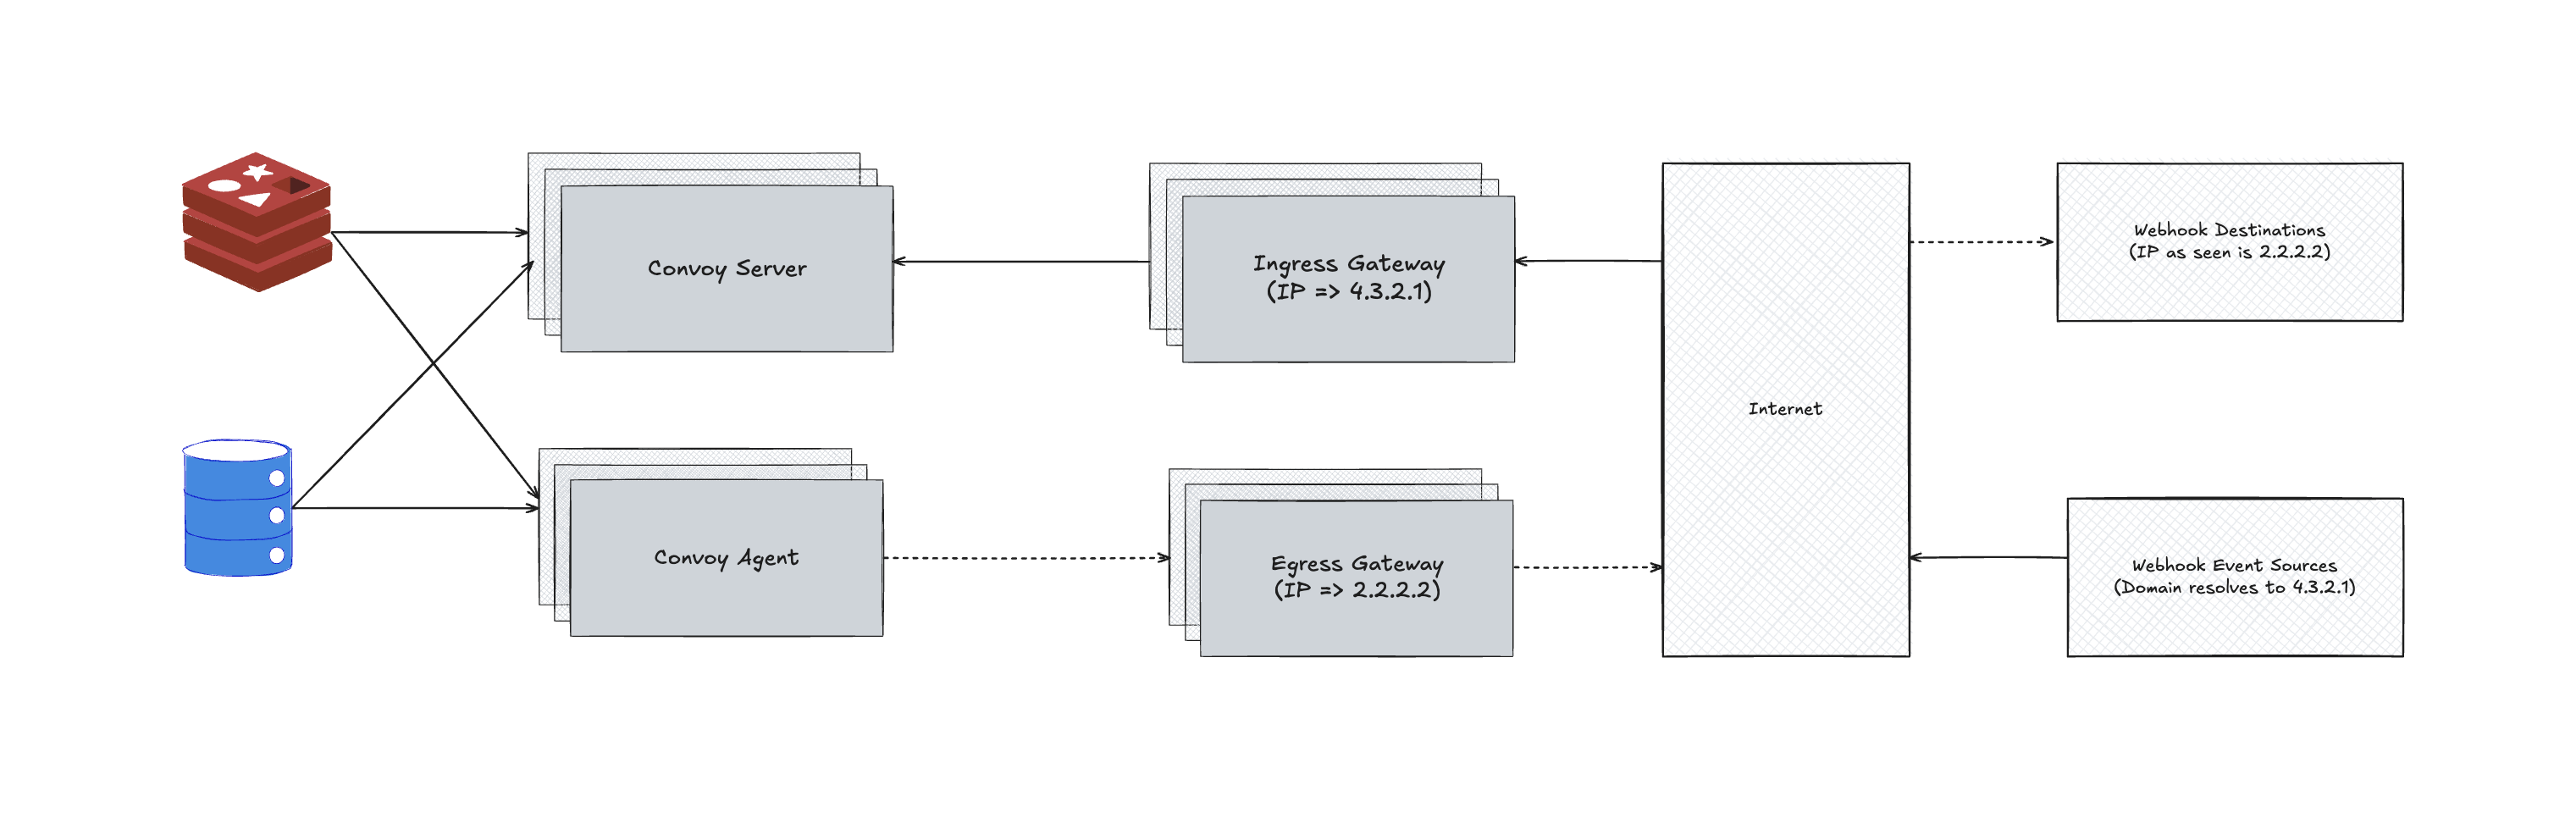 Convoy Server
Ingress Gateway
(IP => 4.3.2.1)
Internet
Webhook Destinations
(IP as seen is 2.2.2.2)
Convoy Agent
Egress Gateway
(IP => 2.2.2.2)
Webhook Event Sources
(Domain resolves to 4.3.2.1)